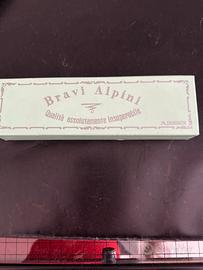 Bravi Alpini
Qualità assolutamente insuperabile